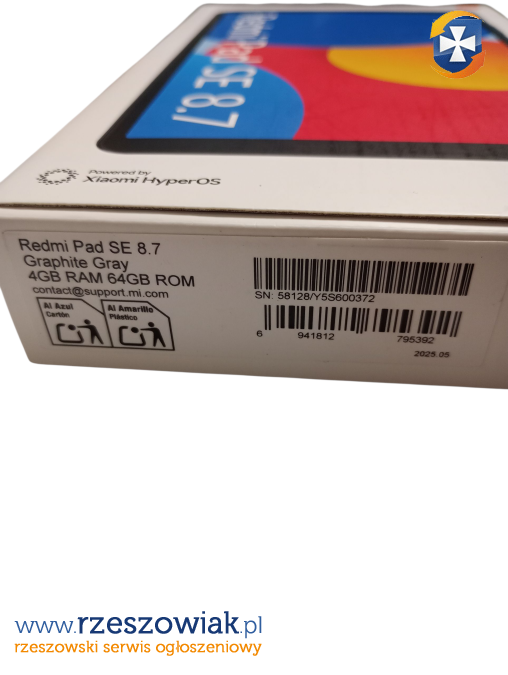 Redmi Pad SE 8.7
Powered by
Xiaomi HyperOS
Redmi Pad SE 8.7
Graphite Gray
4GB RAM 64GB ROM
contact@support.mi.com
Al Azul
Cartón
Al Amarillo
Plástico
SN: 58128/Y5S600372
6 941812 795392
2025.05
www.rzeszowiak.pl
rzeszowski serwis ogłoszeniowy